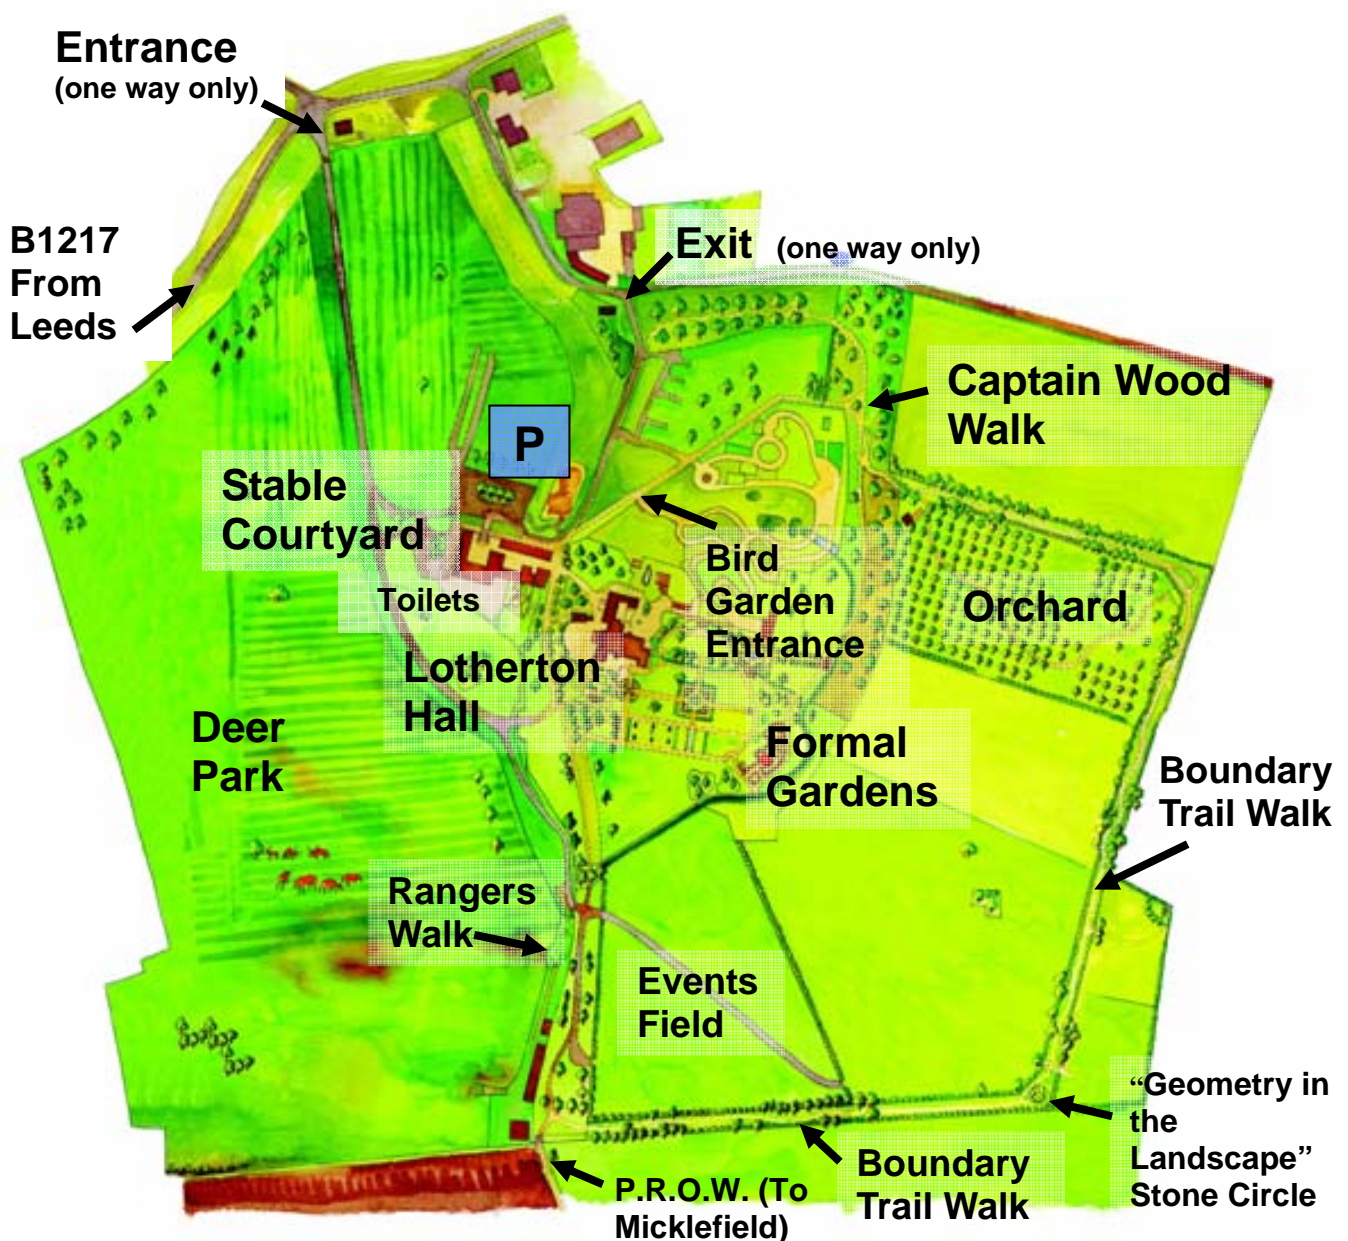 Entrance
(one way only)
B1217
From
Leeds
Exit (one way only)
Captain Wood
Walk
P
Stable
Courtyard
Toilets
Bird
Garden
Entrance
Orchard
Lotherton
Hall
Deer
Park
Formal
Gardens
Boundary
Trail Walk
Rangers
Walk
Events
Field
“Geometry in
the
Landscape”
Stone Circle
Boundary
Trail Walk
P.R.O.W. (To
Micklefield)